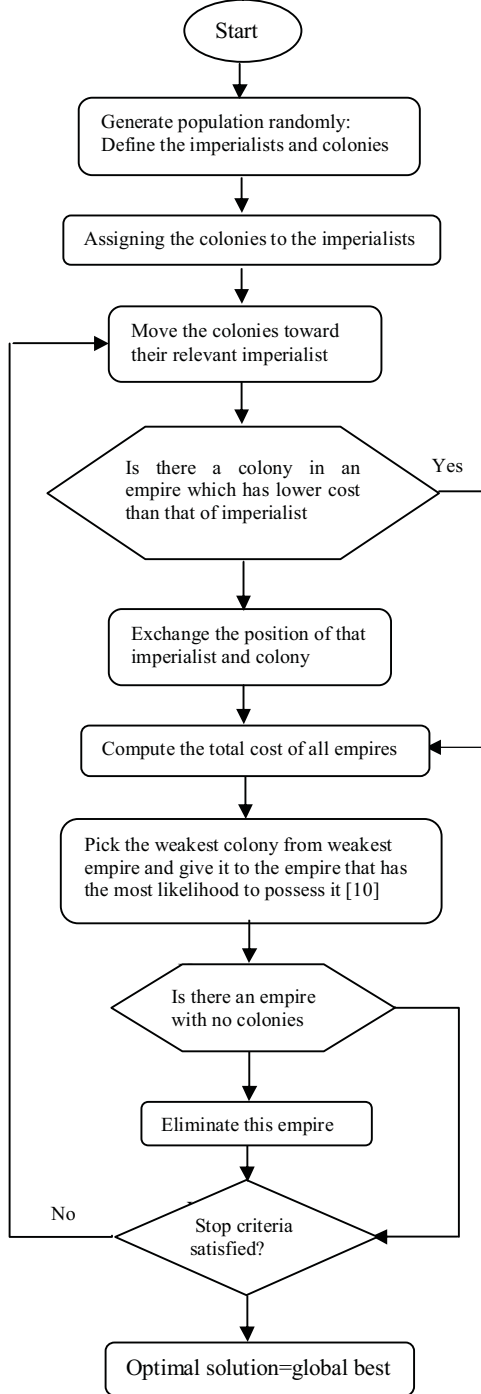 Start
Generate population randomly:
Define the imperialists and colonies
Assigning the colonies to the imperialists
Move the colonies toward
their relevant imperialist
Is there a colony in an
empire which has lower cost
than that of imperialist
Yes
Exchange the position of that
imperialist and colony
Compute the total cost of all empires
Pick the weakest colony from weakest
empire and give it to the empire that has
the most likelihood to possess it [10]
Is there an empire
with no colonies
Eliminate this empire
No
Stop criteria
satisfied?
Optimal solution=global best